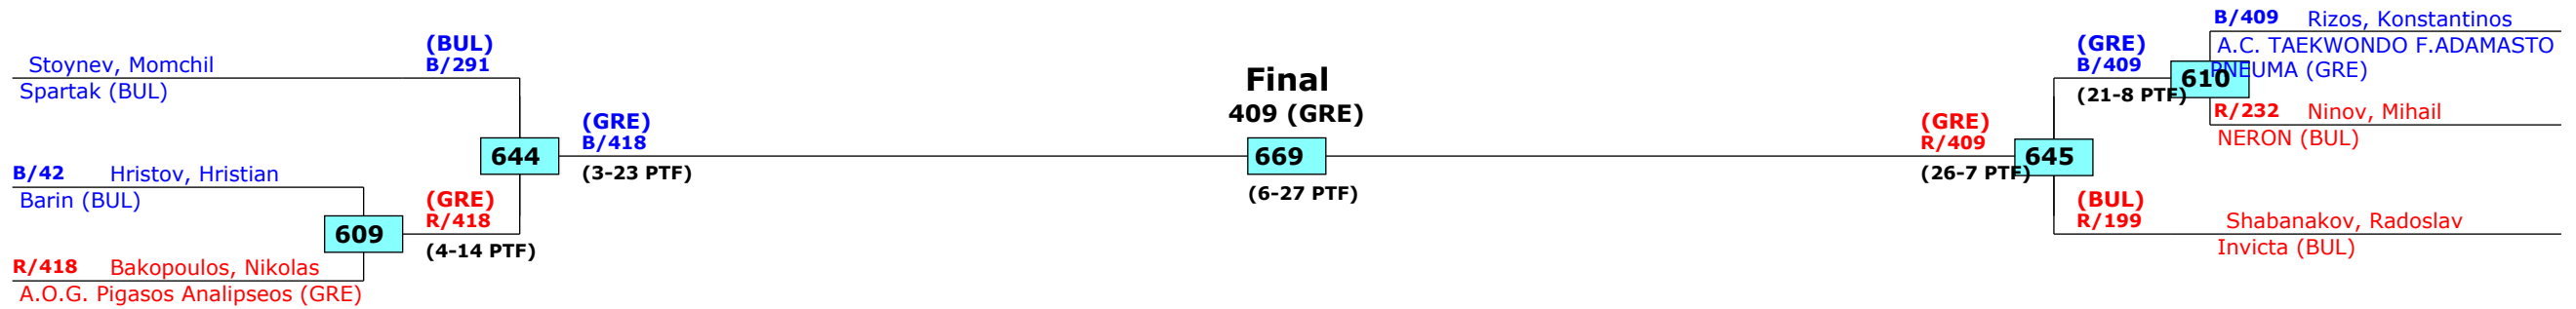 Stoynev, Momchil
Spartak (BUL)
(BUL)
B/291
B/42 Hristov, Hristian
Barin (BUL)
609
R/418 Bakopoulos, Nikolas
A.O.G. Pigasos Analipseos (GRE)
(GRE)
R/418
(4-14 PTF)
644
(GRE)
B/418
(3-23 PTF)
Final
409 (GRE)
669
(6-27 PTF)
(GRE)
R/409
(26-7 PTF)
645
(GRE)
B/409
(21-8 PTF)
610
B/409 Rizos, Konstantinos
A.C. TAEKWONDO F.ADAMASTO
PNEUMA (GRE)
R/232 Ninov, Mihail
NERON (BUL)
(BUL)
R/199
Shabanakov, Radoslav
Invicta (BUL)